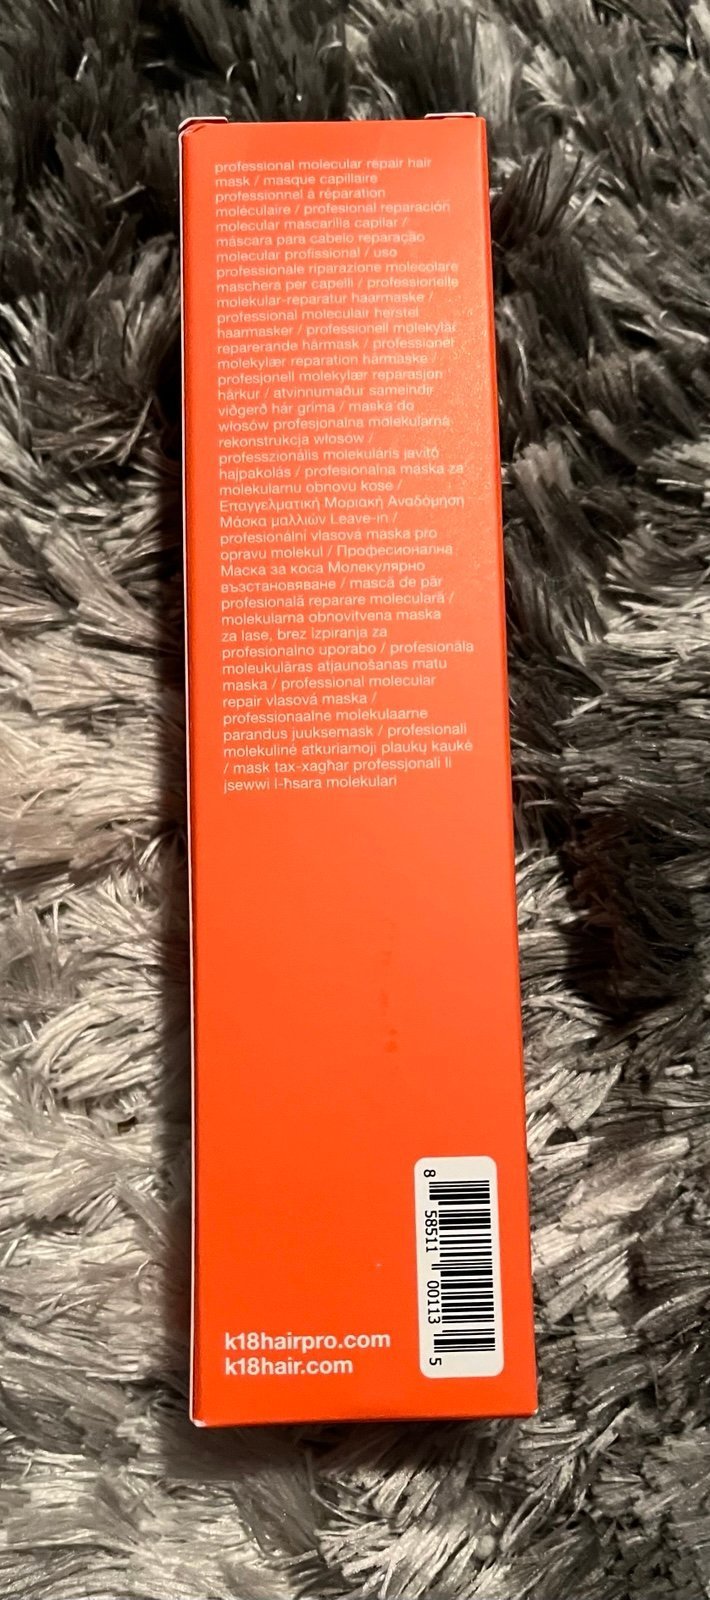 professional molecular repair hair
mask / masque capillaire
professionnel à réparation
moléculaire / profesional reparación
molecular mascarilla capilar /
máscara para cabelo reparação
molecular profissional / uso
professionale riparazione molecolare
maschera per capelli / professionelle
molekular-reparatur haarmaske /
professional moleculair herstel
haarmasker / professionell molekylär
reparerande hårmask / professionel
molekylær reparation hårmaske /
profesjonell molekylær reparasjon
hårkur / atvinnumaður sameindir
viðgerð hár gríma / maska do
włosów profesjonalna molekularna
rekonstrukcja włosów /
professzionális molekuláris javító
hajpakolás / profesionalna maska za
molekularnu obnovu kose /
Επαγγελματική Μοριακή Αναδόμηση
Μάσκα μαλλιών Leave-in /
profesionální vlasová maska pro
opravu molekul / Професионална
Маска за коса Молекулярно
възстановяване / mască de păr
profesională reparare moleculară /
molekularna obnovitvena maska
za lase, brez izpiranja za
profesionalno uporabo / profesionāla
moleukulāras atjaunošanas matu
maska / professional molecular
repair vlasová maska /
professionaalne molekulaarne
parandus juuksemask / profesionali
molekulinė atkuriamoji plaukų kaukė
/ mask tax-xagħar professjonali li
jsewwi l-ħsara molekulari
8 58511 00113 5
k18hairpro.com
k18hair.com